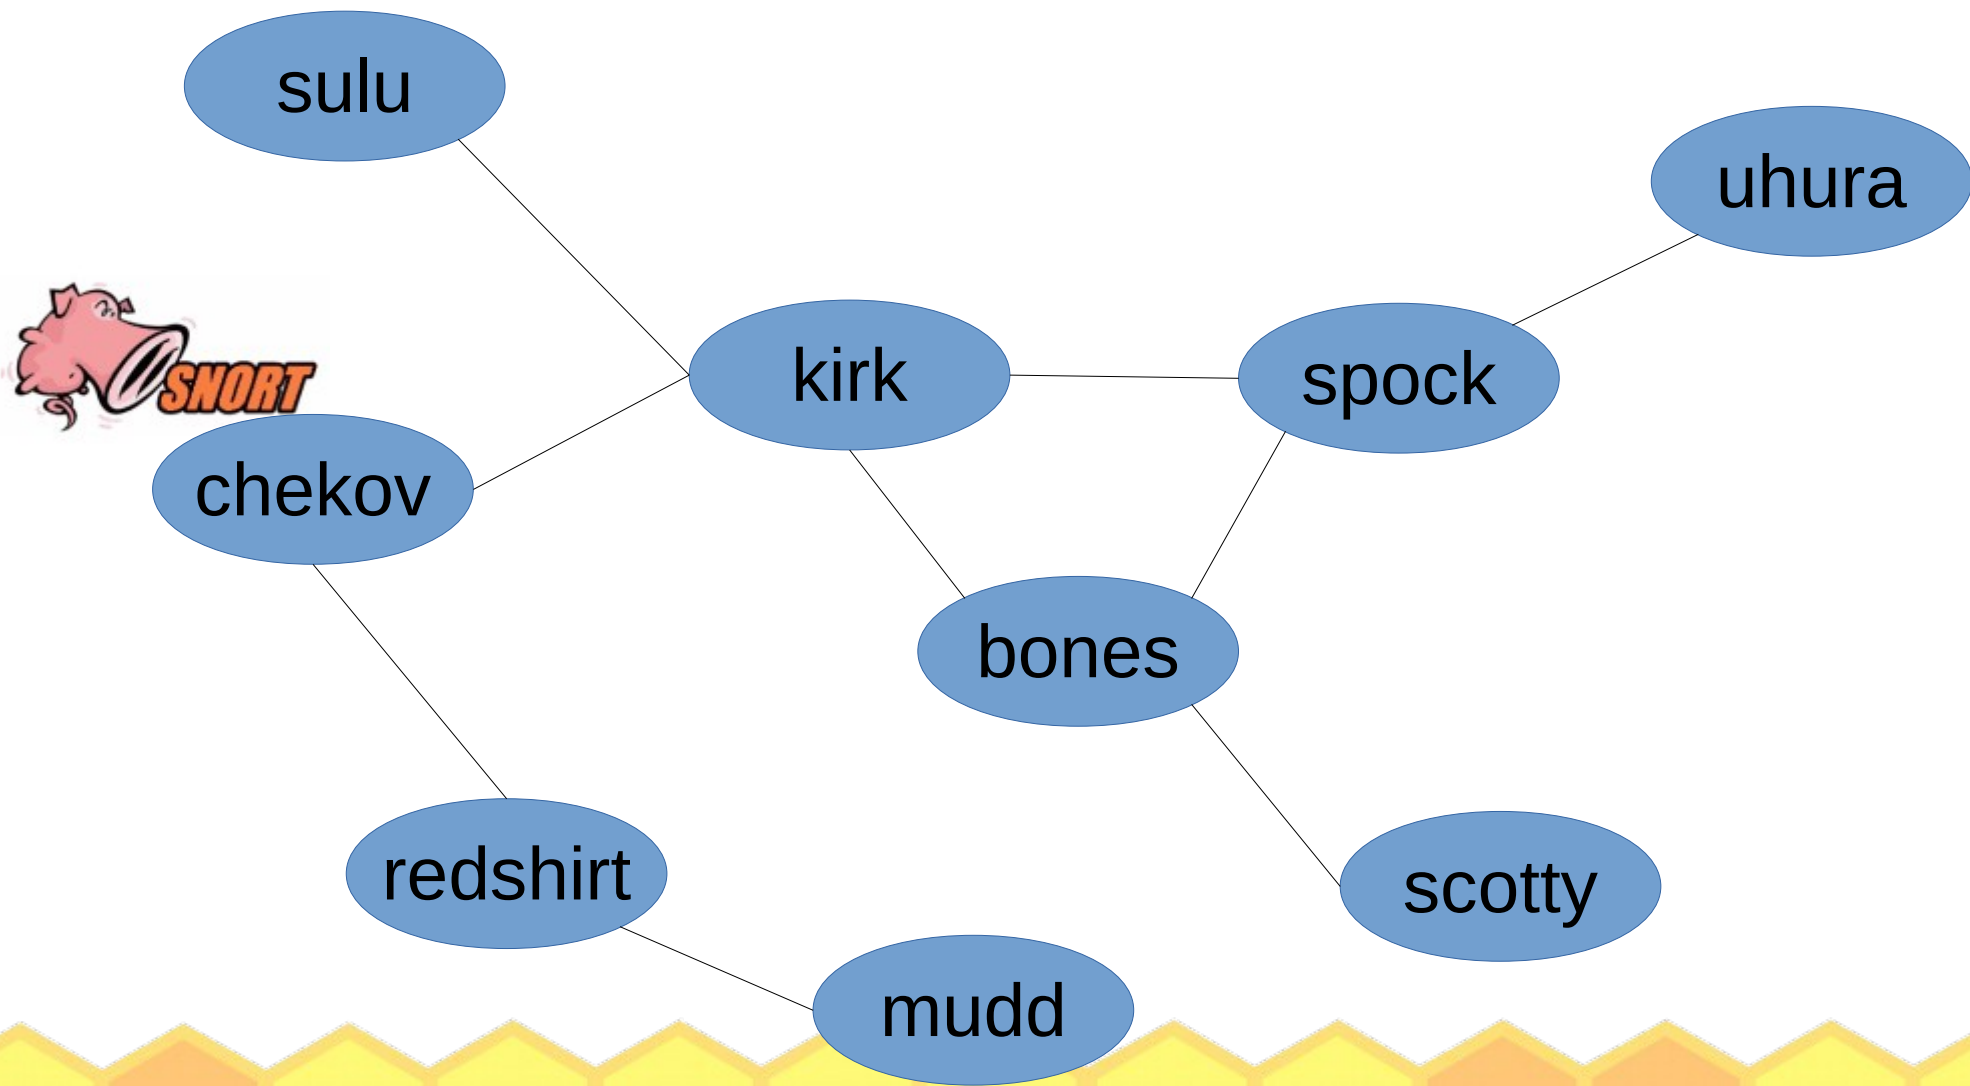 sulu
uhura
SNORT
kirk
spock
chekov
bones
redshirt
scotty
mudd